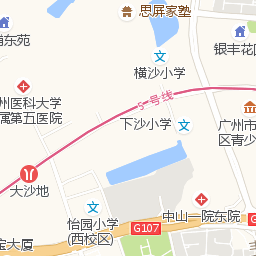 思屏家塾
浦东苑
银丰花园
横沙小学
5号线
州医科大学
属第五医院
下沙小学
广州市
区青少
大沙地
怡园小学
(西校区)
中山一院东院
G107
宝大厦